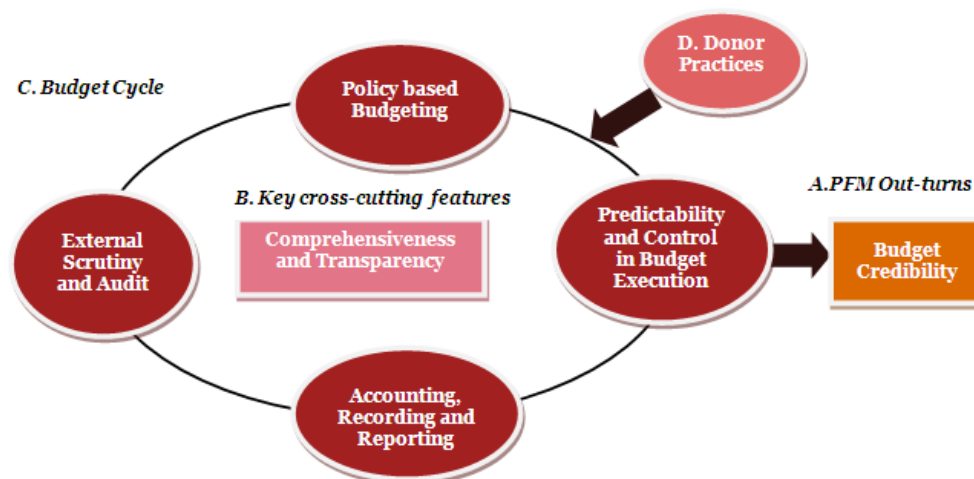 D. Donor
Practices
C. Budget Cycle
Policy based
Budgeting
A.PFM Out-turns
B. Key cross-cutting features
External
Scrutiny
and Audit
Comprehensiveness
and Transparency
Predictability
and Control
in Budget
Execution
Budget
Credibility
Accounting,
Recording and
Reporting